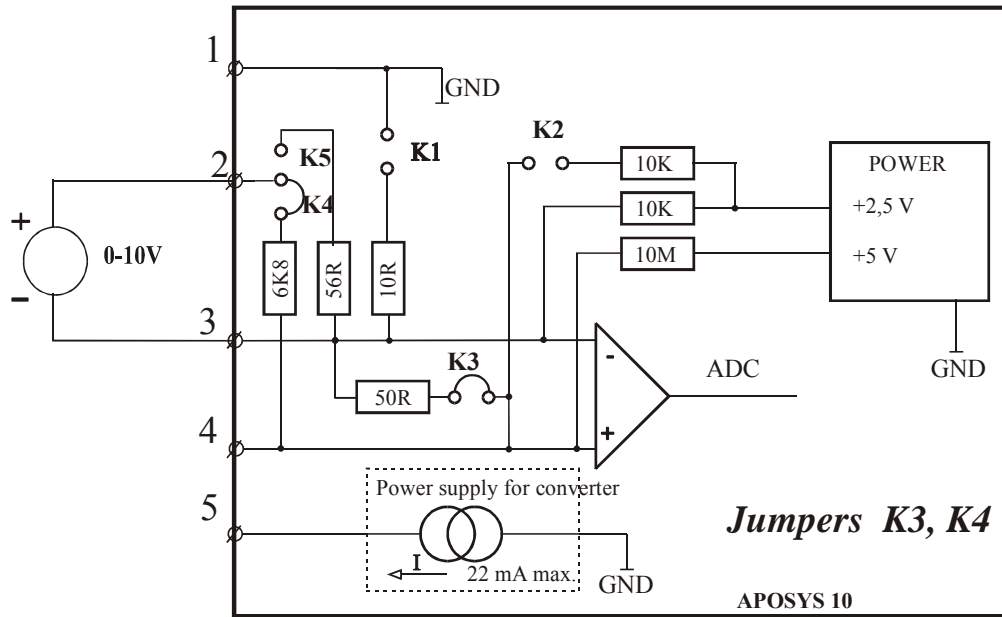 1
GND
K2
K5
K1
10K
POWER
2
+
K4
10K
+2,5 V
0-10V
10M
+5 V
-
6K8
56R
10R
3
K3
-
ADC
GND
50R
+
4
Power supply for converter
5
Jumpers K3, K4
I
22 mA max.
GND
APOSYS 10